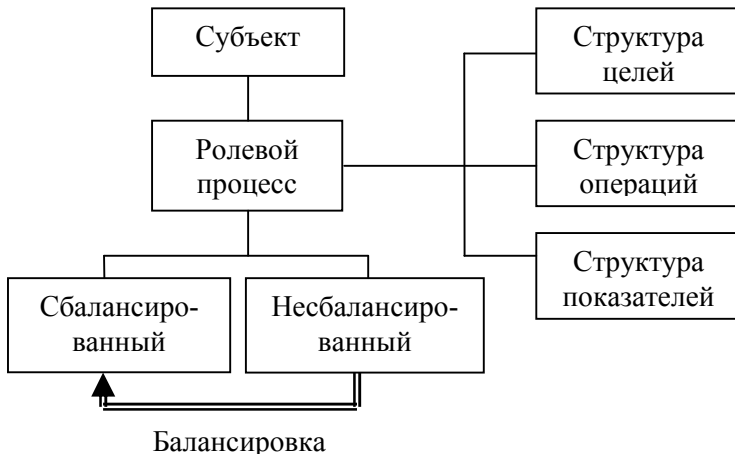 Субъект
Структура
целей
Ролевой
процесс
Структура
операций
Структура
показателей
Сбалансиро-
ванный
Несбалансиро-
ванный
Балансировка